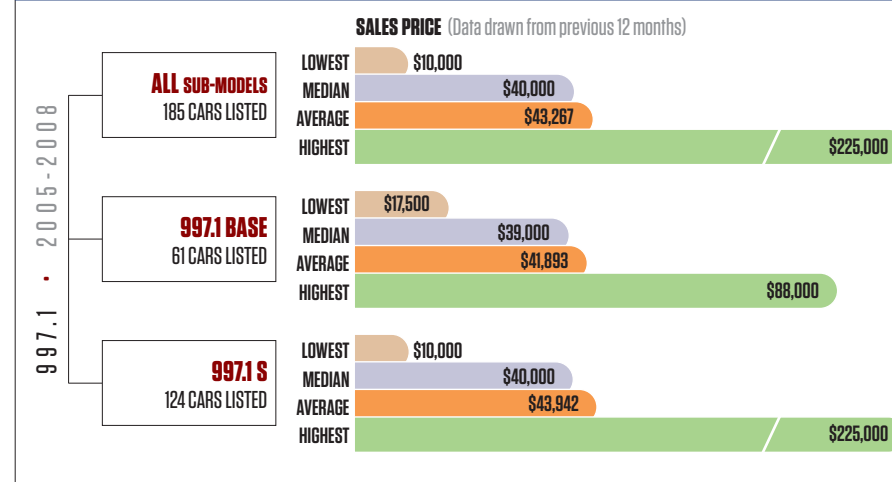 SALES PRICE (Data drawn from previous 12 months)
997.1 • 2005-2008
ALL SUB-MODELS
185 CARS LISTED
LOWEST $10,000
MEDIAN $40,000
AVERAGE $43,267
HIGHEST $225,000
997.1 BASE
61 CARS LISTED
LOWEST $17,500
MEDIAN $39,000
AVERAGE $41,893
HIGHEST $88,000
997.1 S
124 CARS LISTED
LOWEST $10,000
MEDIAN $40,000
AVERAGE $43,942
HIGHEST $225,000